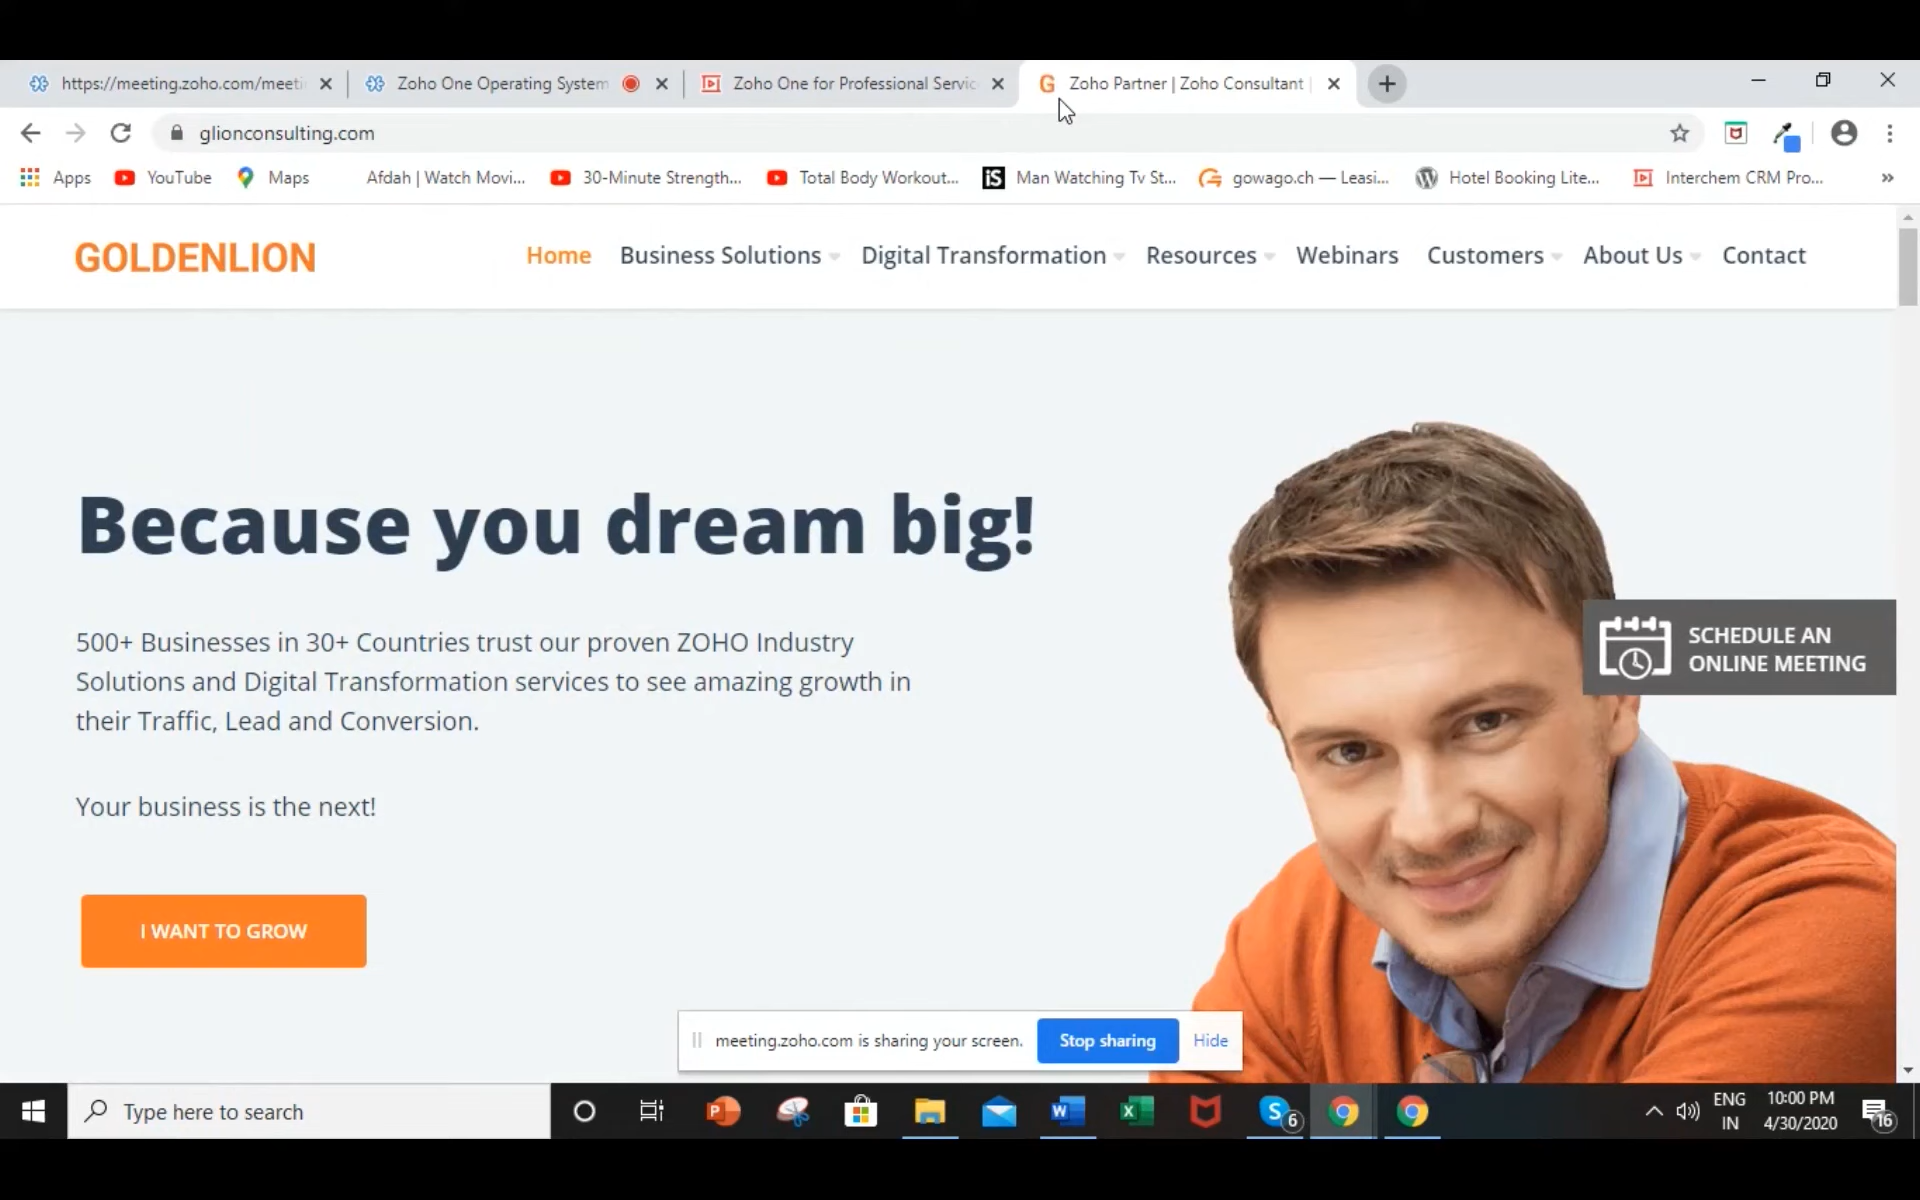 https://meeting.zoho.com/meeti
Zoho One Operating System
Zoho One for Professional Servic
Zoho Partner | Zoho Consultant |
glionconsulting.com
Apps
YouTube
Maps
Afdah | Watch Movi...
30-Minute Strength...
Total Body Workout...
iS
Man Watching Tv St...
gowago.ch — Leasi...
Hotel Booking Lite...
Interchem CRM Pro...
»
GOLDENLION
Home
Business Solutions
Digital Transformation
Resources
Webinars
Customers
About Us
Contact
Because you dream big!
500+ Businesses in 30+ Countries trust our proven ZOHO Industry
Solutions and Digital Transformation services to see amazing growth in
their Traffic, Lead and Conversion.
Your business is the next!
I WANT TO GROW
SCHEDULE AN
ONLINE MEETING
meeting.zoho.com is sharing your screen.
Stop sharing
Hide
Type here to search
6
ENG
IN
10:00 PM
4/30/2020
16